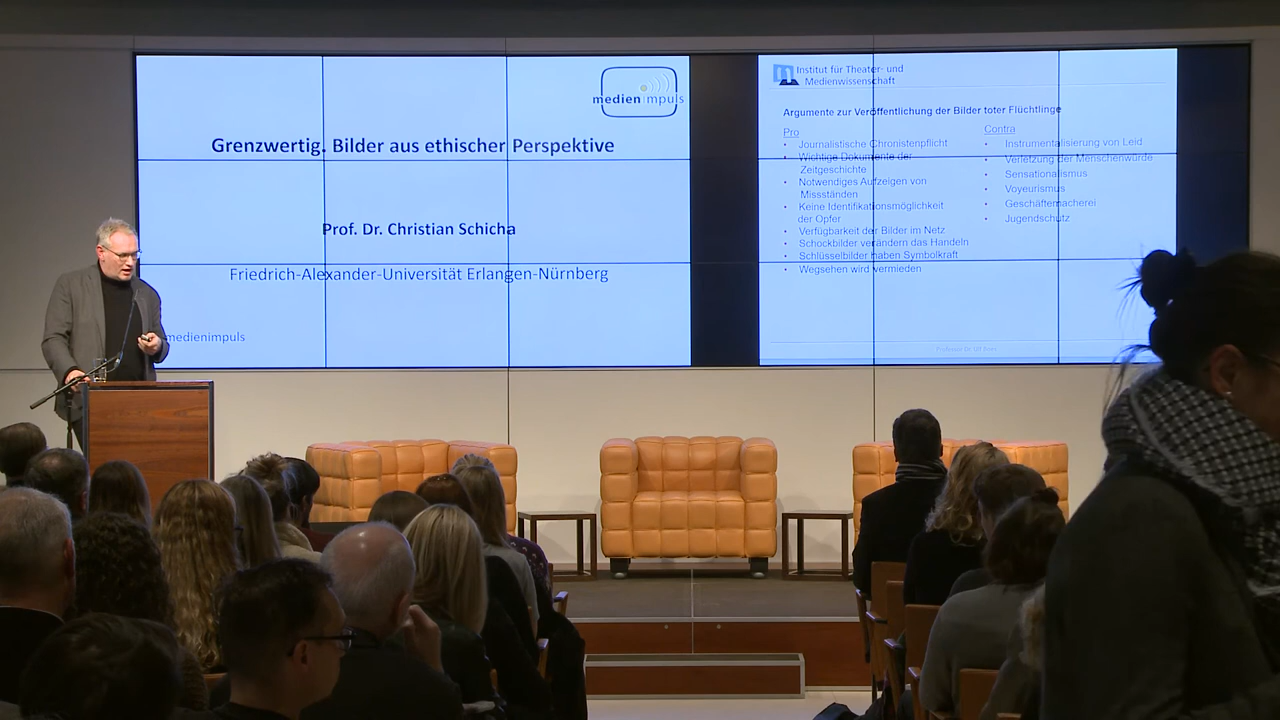 medienimpuls
Grenzwertig. Bilder aus ethischer Perspektive
Prof. Dr. Christian Schicha
Friedrich-Alexander-Universität Erlangen-Nürnberg
medienimpuls
Institut für Theater- und
Medienwissenschaft
Argumente zur Veröffentlichung der Bilder toter Flüchtlinge
Pro
• Journalistische Chronistenpflicht
• Wichtige Dokumente der
Zeitgeschichte
• Notwendiges Aufzeigen von
Missständen
• Keine Identifikationsmöglichkeit
der Opfer
• Verfügbarkeit der Bilder im Netz
• Schockbilder verändern das Handeln
• Schlüsselbilder haben Symbolkraft
• Wegsehen wird vermieden
Contra
• Instrumentalisierung von Leid
• Verletzung der Menschenwürde
• Sensationalismus
• Voyeurismus
• Geschäftemacherei
• Jugendschutz